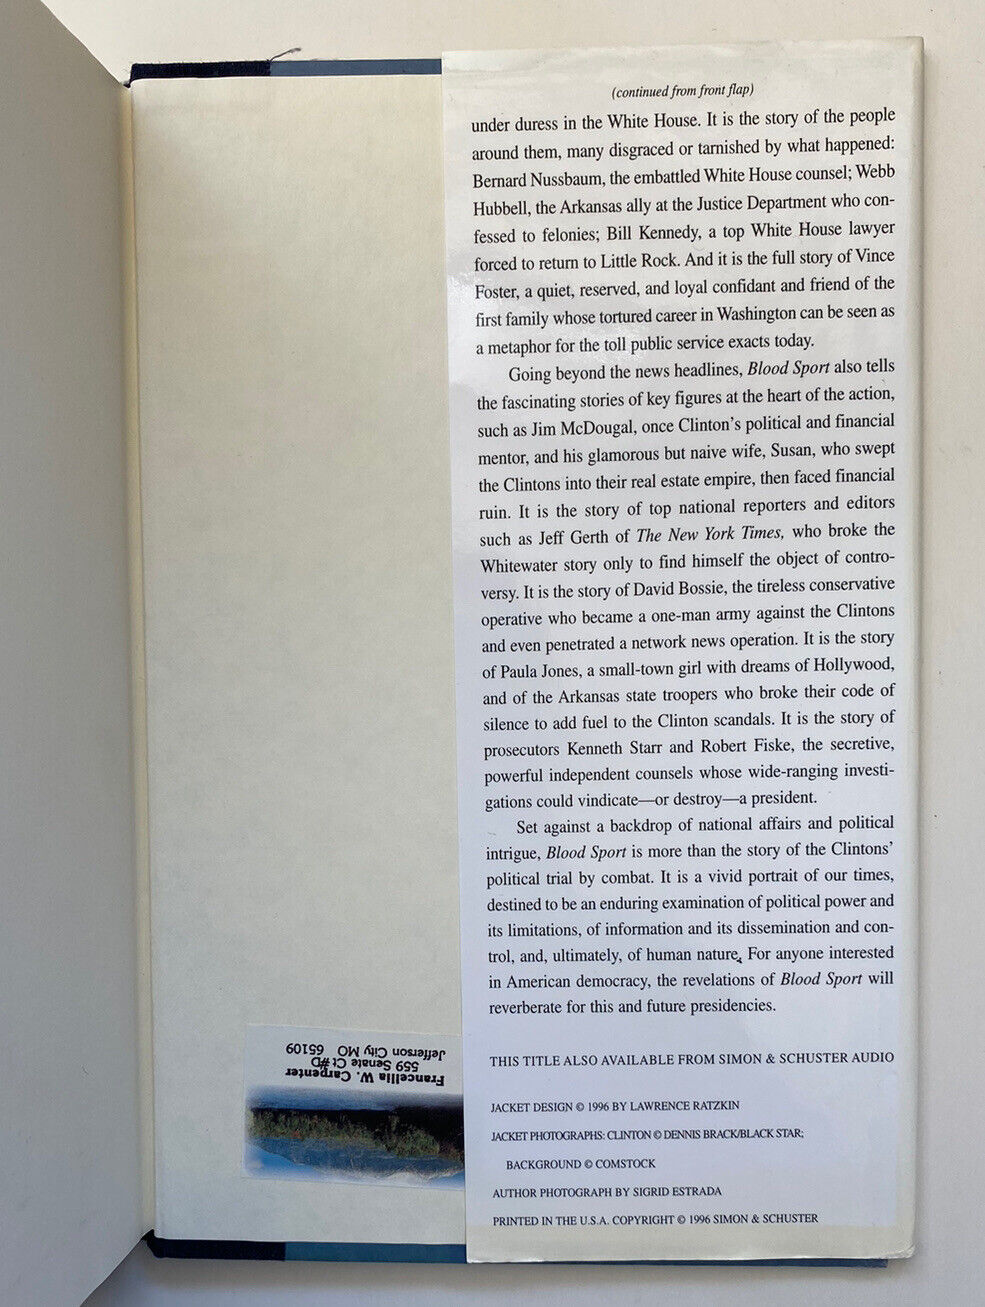 (continued from front flap)
under duress in the White House. It is the story of the people
around them, many disgraced or tarnished by what happened:
Bernard Nussbaum, the embattled White House counsel; Webb
Hubbell, the Arkansas ally at the Justice Department who con-
fessed to felonies; Bill Kennedy, a top White House lawyer
forced to return to Little Rock. And it is the full story of Vince
Foster, a quiet, reserved, and loyal confidant and friend of the
first family whose tortured career in Washington can be seen as
a metaphor for the toll public service exacts today.
Going beyond the news headlines, Blood Sport also tells
the fascinating stories of key figures at the heart of the action,
such as Jim McDougal, once Clinton's political and financial
mentor, and his glamorous but naive wife, Susan, who swept
the Clintons into their real estate empire, then faced financial
ruin. It is the story of top national reporters and editors
such as Jeff Gerth of The New York Times, who broke the
Whitewater story only to find himself the object of contro-
versy. It is the story of David Bossie, the tireless conservative
operative who became a one-man army against the Clintons
and even penetrated a network news operation. It is the story
of Paula Jones, a small-town girl with dreams of Hollywood,
and of the Arkansas state troopers who broke their code of
silence to add fuel to the Clinton scandals. It is the story of
prosecutors Kenneth Starr and Robert Fiske, the secretive,
powerful independent counsels whose wide-ranging investi-
gations could vindicate—or destroy—a president.
Set against a backdrop of national affairs and political
intrigue, Blood Sport is more than the story of the Clintons'
political trial by combat. It is a vivid portrait of our times,
destined to be an enduring examination of political power and
its limitations, of information and its dissemination and con-
trol, and, ultimately, of human nature. For anyone interested
in American democracy, the revelations of Blood Sport will
reverberate for this and future presidencies.
THIS TITLE ALSO AVAILABLE FROM SIMON & SCHUSTER AUDIO
JACKET DESIGN © 1996 BY LAWRENCE RATZKIN
JACKET PHOTOGRAPHS: CLINTON © DENNIS BRACK/BLACK STAR;
BACKGROUND © COMSTOCK
AUTHOR PHOTOGRAPH BY SIGRID ESTRADA
PRINTED IN THE U.S.A. COPYRIGHT © 1996 SIMON & SCHUSTER
Francellia W. Carpenter
559 Senate Ct #D
Jefferson City MO 65109